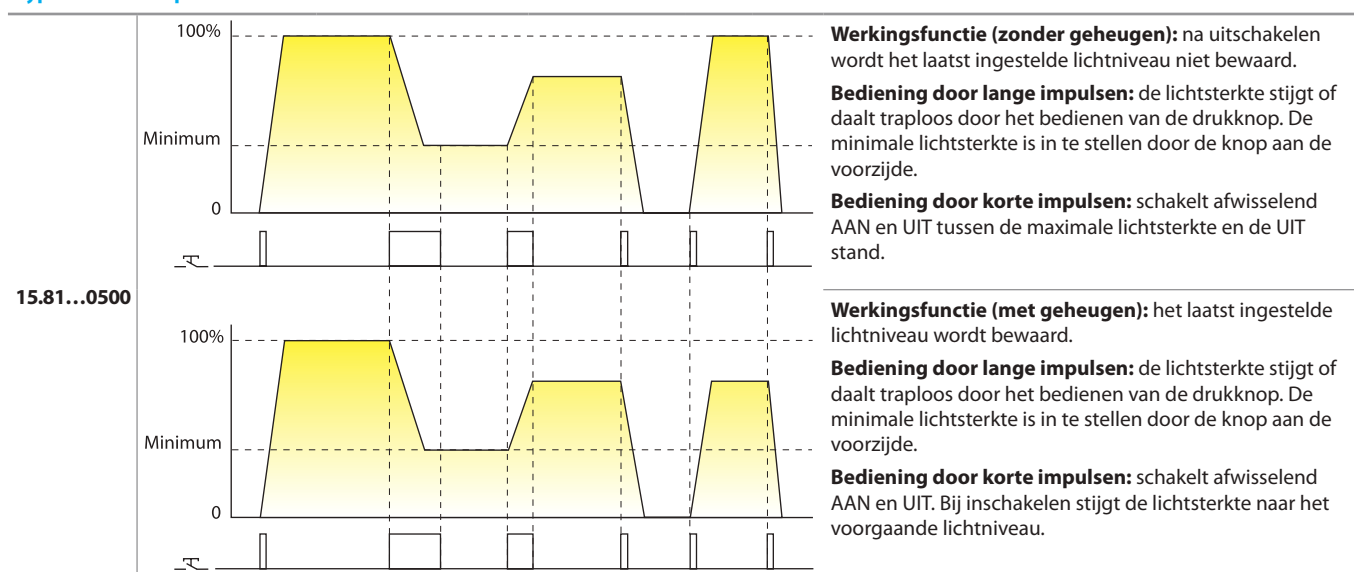 15.81…0500
100%
Minimum
0
Werkingsfunctie (zonder geheugen): na uitschakelen
wordt het laatst ingestelde lichtniveau niet bewaard.
Bediening door lange impulsen: de lichtsterkte stijgt of
daalt traploos door het bedienen van de drukknop. De
minimale lichtsterkte is in te stellen door de knop aan de
voorzijde.
Bediening door korte impulsen: schakelt afwisselend
AAN en UIT tussen de maximale lichtsterkte en de UIT
stand.
100%
Minimum
0
Werkingsfunctie (met geheugen): het laatst ingestelde
lichtniveau wordt bewaard.
Bediening door lange impulsen: de lichtsterkte stijgt of
daalt traploos door het bedienen van de drukknop. De
minimale lichtsterkte is in te stellen door de knop aan de
voorzijde.
Bediening door korte impulsen: schakelt afwisselend
AAN en UIT. Bij inschakelen stijgt de lichtsterkte naar het
voorgaande lichtniveau.